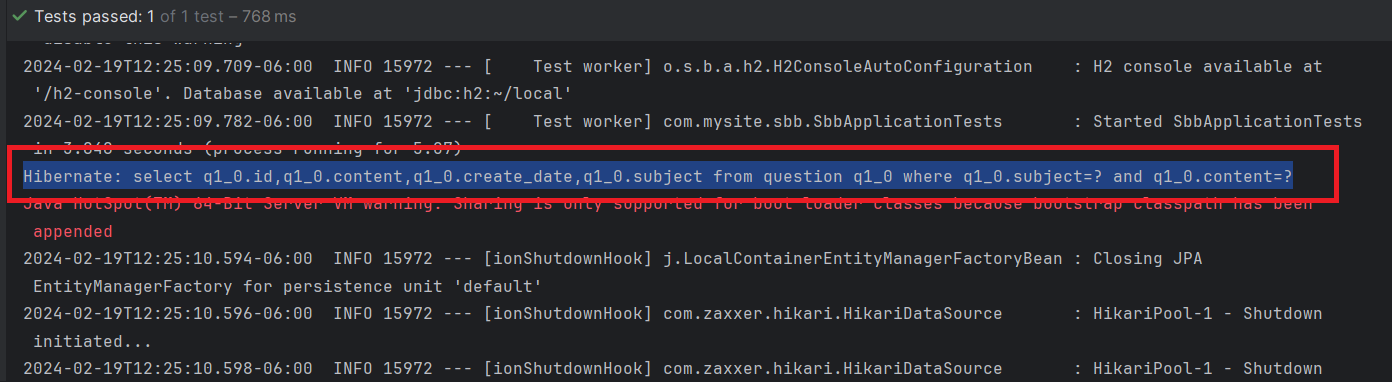 Tests passed: 1 of 1 test – 768 ms
2024-02-19T12:25:09.709-06:00  INFO 15972 --- [    Test worker] o.s.b.a.h2.H2ConsoleAutoConfiguration    : H2 console available at
'/h2-console'. Database available at 'jdbc:h2:~/local'
2024-02-19T12:25:09.782-06:00  INFO 15972 --- [    Test worker] com.mysite.sbb.SbbApplicationTests       : Started SbbApplicationTests
in seconds (process running for
Hibernate: select q1_0.id,q1_0.content,q1_0.create_date,q1_0.subject from question q1_0 where q1_0.subject=? and q1_0.content=?
Java HotSpot(TM) 64-Bit Server VM warning: Sharing is only supported for boot loader classes because bootstrap classpath has been
appended
2024-02-19T12:25:10.594-06:00  INFO 15972 --- [ionShutdownHook] j.LocalContainerEntityManagerFactoryBean : Closing JPA
EntityManagerFactory for persistence unit 'default'
2024-02-19T12:25:10.596-06:00  INFO 15972 --- [ionShutdownHook] com.zaxxer.hikari.HikariDataSource       : HikariPool-1 - Shutdown
initiated...
2024-02-19T12:25:10.598-06:00  INFO 15972 --- [ionShutdownHook] com.zaxxer.hikari.HikariDataSource       : HikariPool-1 - Shutdown